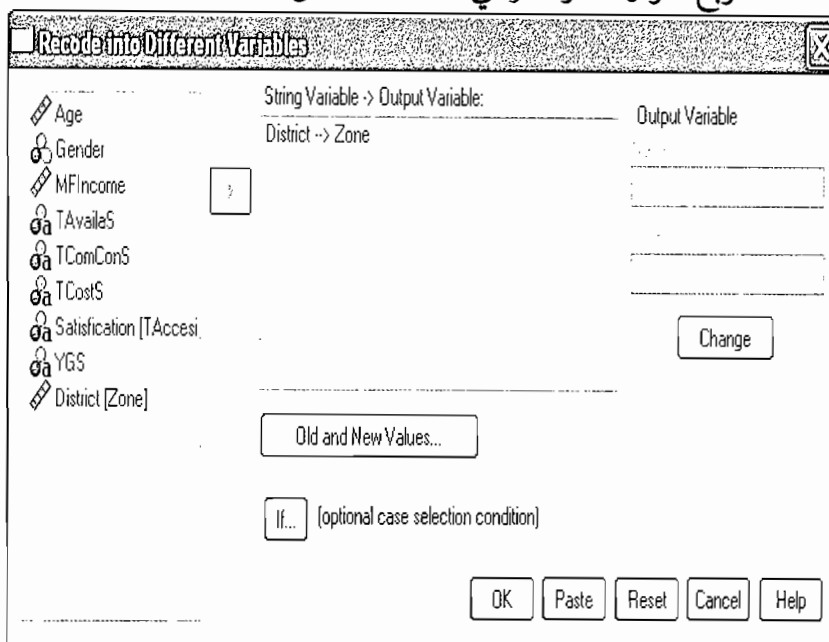 Recode into Different Variables
Age
Gender
MFIncome
TAvailaS
TComConS
TCostS
Satisfication [TAccesi
YGS
District [Zone]
String Variable -> Output Variable:
District --> Zone
Output Variable
Change
Old and New Values...
If...
(optional case selection condition)
OK
Paste
Reset
Cancel
Help